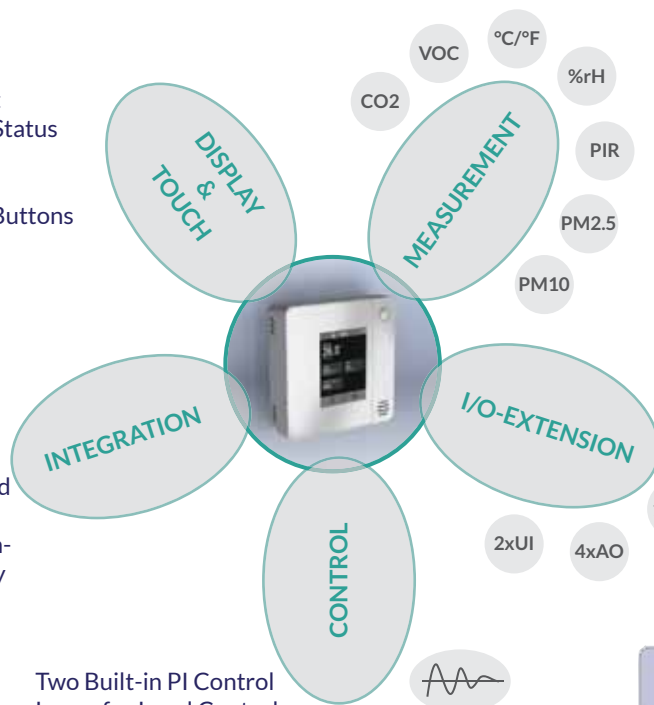 °C/°F
VOC
%rH
CO2
Status
DISPLAY
&
TOUCH
MEASUREMENT
PIR
Buttons
PM2.5
PM10
INTEGRATION
I/O-EXTENSION
2xUI
4xAO
CONTROL
Two Built-in PI Control